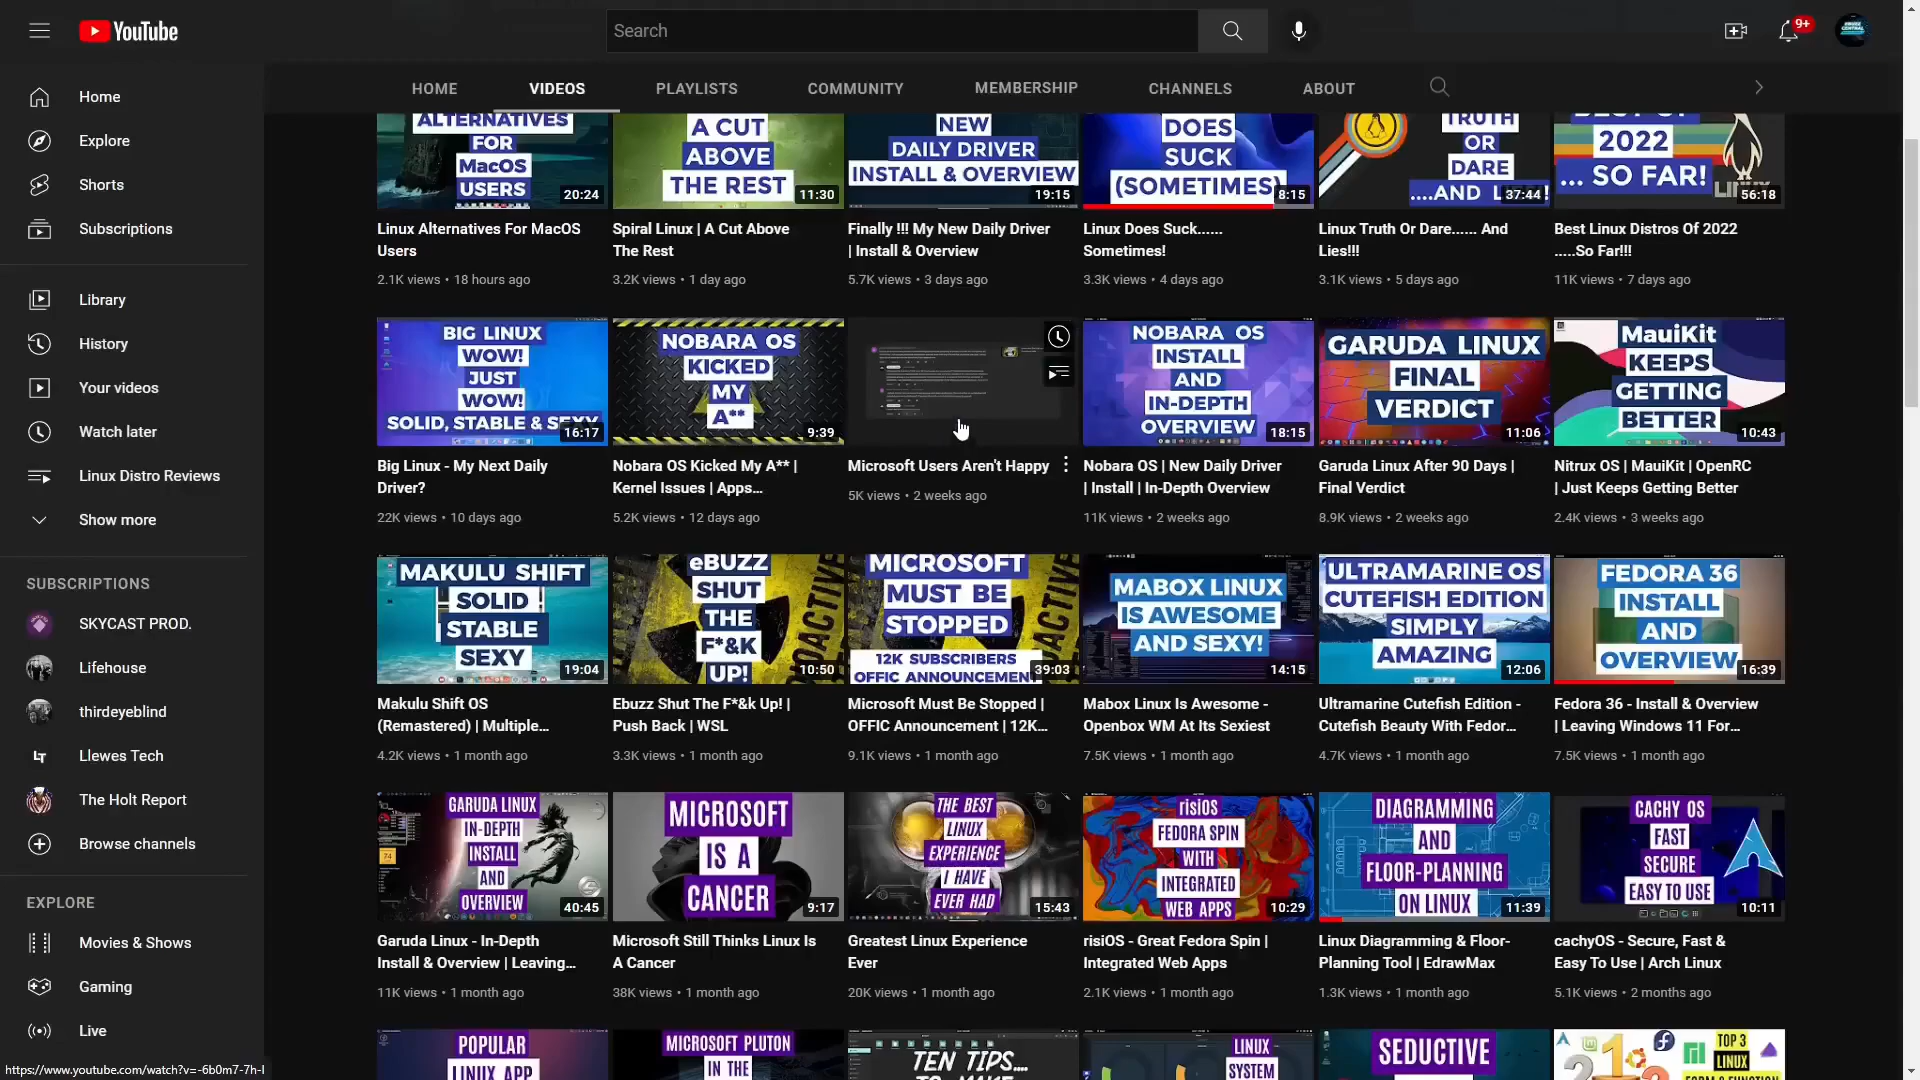 YouTube
Search
9+
HOME
VIDEOS
PLAYLISTS
COMMUNITY
MEMBERSHIP
CHANNELS
ABOUT
Home
Explore
Shorts
Subscriptions
Library
History
Your videos
Watch later
Linux Distro Reviews
Show more
SUBSCRIPTIONS
SKYCAST PROD.
Lifehouse
thirdeyeblind
LT
Llewes Tech
The Holt Report
Browse channels
EXPLORE
Movies & Shows
Gaming
Live
https://www.youtube.com/watch?v=-6b0m7-7h-I
ALTERNATIVES
FOR
MacOS
USERS
20:24
Linux Alternatives For MacOS
Users
2.1K views • 18 hours ago
A CUT
ABOVE
THE REST
11:30
Spiral Linux | A Cut Above
The Rest
3.2K views • 1 day ago
NEW
DAILY DRIVER
INSTALL & OVERVIEW
19:15
Finally !!! My New Daily Driver
| Install & Overview
5.7K views • 3 days ago
DOES
SUCK
(SOMETIMES)
8:15
Linux Does Suck......
Sometimes!
3.3K views • 4 days ago
TRUTH
OR
DARE
....AND L !
37:44
Linux Truth Or Dare...... And
Lies!!!
3.1K views • 5 days ago
BEST OF
2022
... SO FAR!
LINUX
56:18
Best Linux Distros Of 2022
.....So Far!!!
11K views • 7 days ago
BIG LINUX
WOW!
JUST
WOW!
SOLID, STABLE & SEXY
16:17
Big Linux - My Next Daily
Driver?
22K views • 10 days ago
NOBARA OS
KICKED
MY
A**
9:39
Nobara OS Kicked My A** |
Kernel Issues | Apps...
5.2K views • 12 days ago
Microsoft Users Aren't Happy
5K views • 2 weeks ago
NOBARA OS
INSTALL
AND
IN-DEPTH
OVERVIEW
18:15
Nobara OS | New Daily Driver
| Install | In-Depth Overview
11K views • 2 weeks ago
GARUDA LINUX
FINAL
VERDICT
11:06
Garuda Linux After 90 Days |
Final Verdict
8.9K views • 2 weeks ago
MauiKit
KEEPS
GETTING
BETTER
10:43
Nitrux OS | MauiKit | OpenRC
| Just Keeps Getting Better
2.4K views • 3 weeks ago
MAKULU SHIFT
SOLID
STABLE
SEXY
19:04
Makulu Shift OS
(Remastered) | Multiple...
4.2K views • 1 month ago
eBUZZ
SHUT
THE
F*&K
UP!
10:50
Ebuzz Shut The F*&k Up! |
Push Back | WSL
3.3K views • 1 month ago
MICROSOFT
MUST BE
STOPPED
12K SUBSCRIBERS
OFFIC ANNOUNCEMENT
39:03
Microsoft Must Be Stopped |
OFFIC Announcement | 12K...
9.1K views • 1 month ago
MABOX LINUX
IS AWESOME
AND SEXY!
14:15
Mabox Linux Is Awesome -
Openbox WM At Its Sexiest
7.5K views • 1 month ago
ULTRAMARINE OS
CUTEFISH EDITION
SIMPLY
AMAZING
12:06
Ultramarine Cutefish Edition -
Cutefish Beauty With Fedor...
4.7K views • 1 month ago
FEDORA 36
INSTALL
AND
OVERVIEW
16:39
Fedora 36 - Install & Overview
| Leaving Windows 11 For...
7.5K views • 1 month ago
GARUDA LINUX
IN-DEPTH
INSTALL
AND
OVERVIEW
40:45
Garuda Linux - In-Depth
Install & Overview | Leaving...
11K views • 1 month ago
MICROSOFT
IS A
CANCER
9:17
Microsoft Still Thinks Linux Is
A Cancer
38K views • 1 month ago
THE BEST
LINUX
EXPERIENCE
I HAVE
EVER HAD
15:43
Greatest Linux Experience
Ever
20K views • 1 month ago
risiOS
FEDORA SPIN
WITH
INTEGRATED
WEB APPS
10:29
risiOS - Great Fedora Spin |
Integrated Web Apps
2.1K views • 1 month ago
DIAGRAMMING
AND
FLOOR-PLANNING
ON LINUX
11:39
Linux Diagramming & Floor-
Planning Tool | EdrawMax
1.3K views • 1 month ago
CACHY OS
FAST
SECURE
EASY TO USE
10:11
cachyOS - Secure, Fast &
Easy To Use | Arch Linux
5.1K views • 2 months ago
POPULAR
LINUX APP
MICROSOFT PLUTON
IN THE
TEN TIPS....
TO MAKE
LINUX
SYSTEM
SEDUCTIVE
TOP 3
LINUX
FORM & FUNCTION
2 1 3